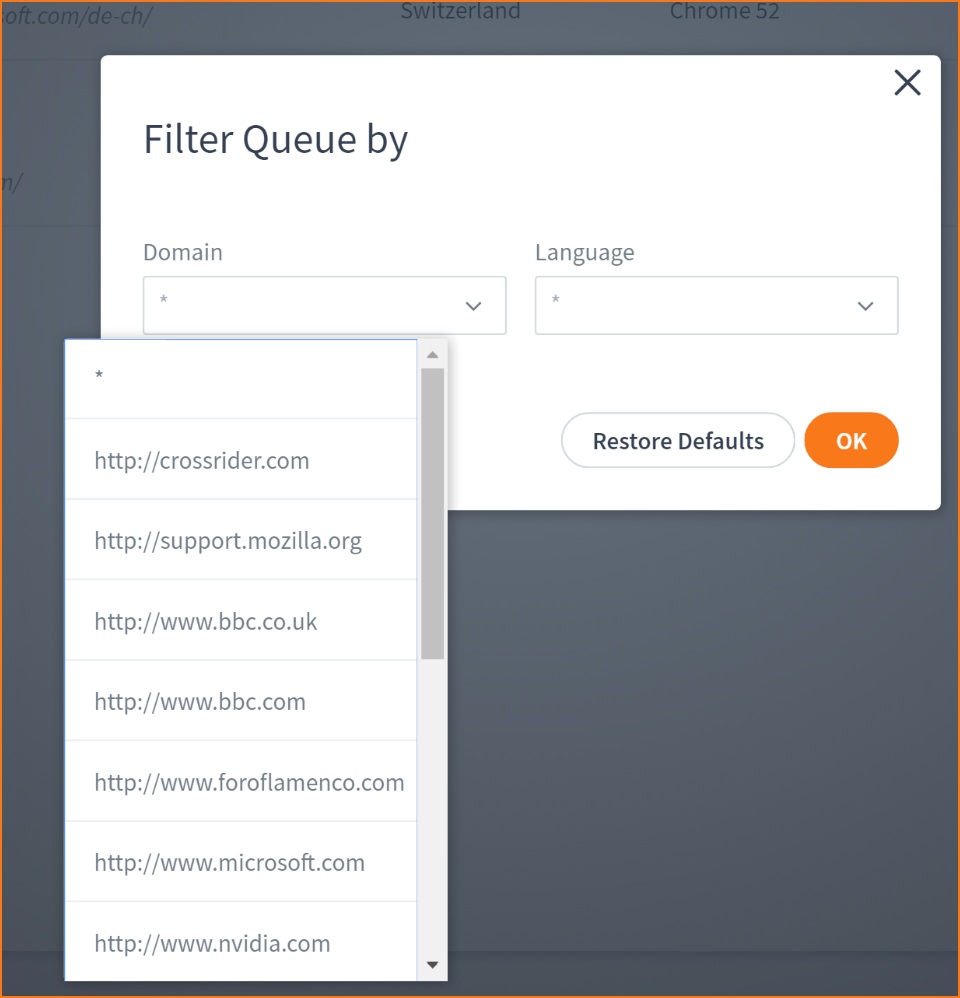 soft.com/de-ch/ Switzerland Chrome 52
Filter Queue by
m/
Domain Language
* *
*
Restore Defaults OK
http://crossrider.com
http://support.mozilla.org
http://www.bbc.co.uk
http://www.bbc.com
http://www.foroflamenco.com
http://www.microsoft.com
http://www.nvidia.com